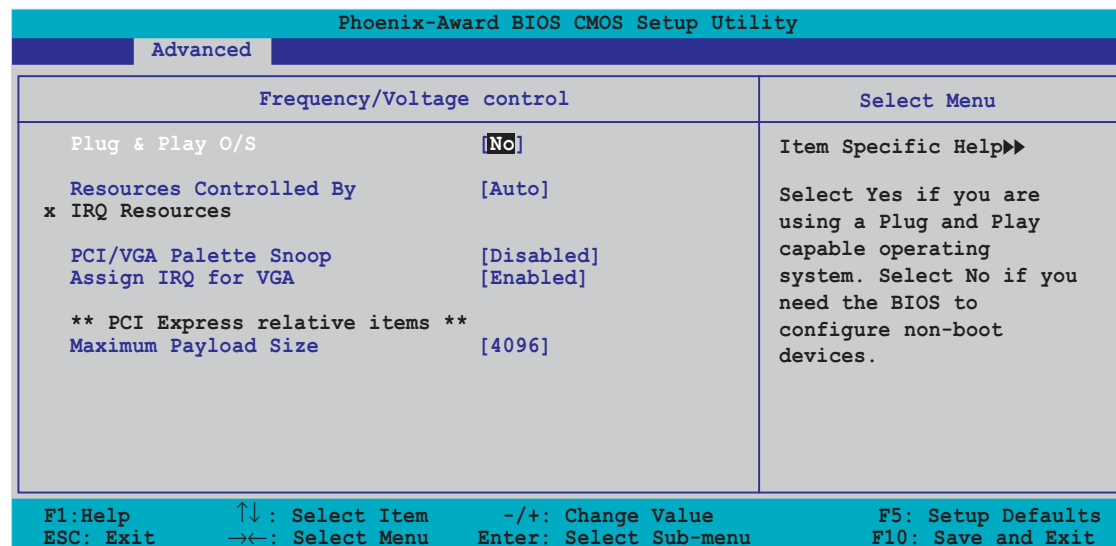 Phoenix-Award BIOS CMOS Setup Utility
Advanced
Frequency/Voltage control
Select Menu
Plug & Play O/S [No]
Resources Controlled By [Auto]
x IRQ Resources
PCI/VGA Palette Snoop [Disabled]
Assign IRQ for VGA [Enabled]
** PCI Express relative items **
Maximum Payload Size [4096]
Item Specific Help▶▶
Select Yes if you are
using a Plug and Play
capable operating
system. Select No if you
need the BIOS to
configure non-boot
devices.
F1:Help ↑↓ : Select Item -/+: Change Value F5: Setup Defaults
ESC: Exit →←: Select Menu Enter: Select Sub-menu F10: Save and Exit